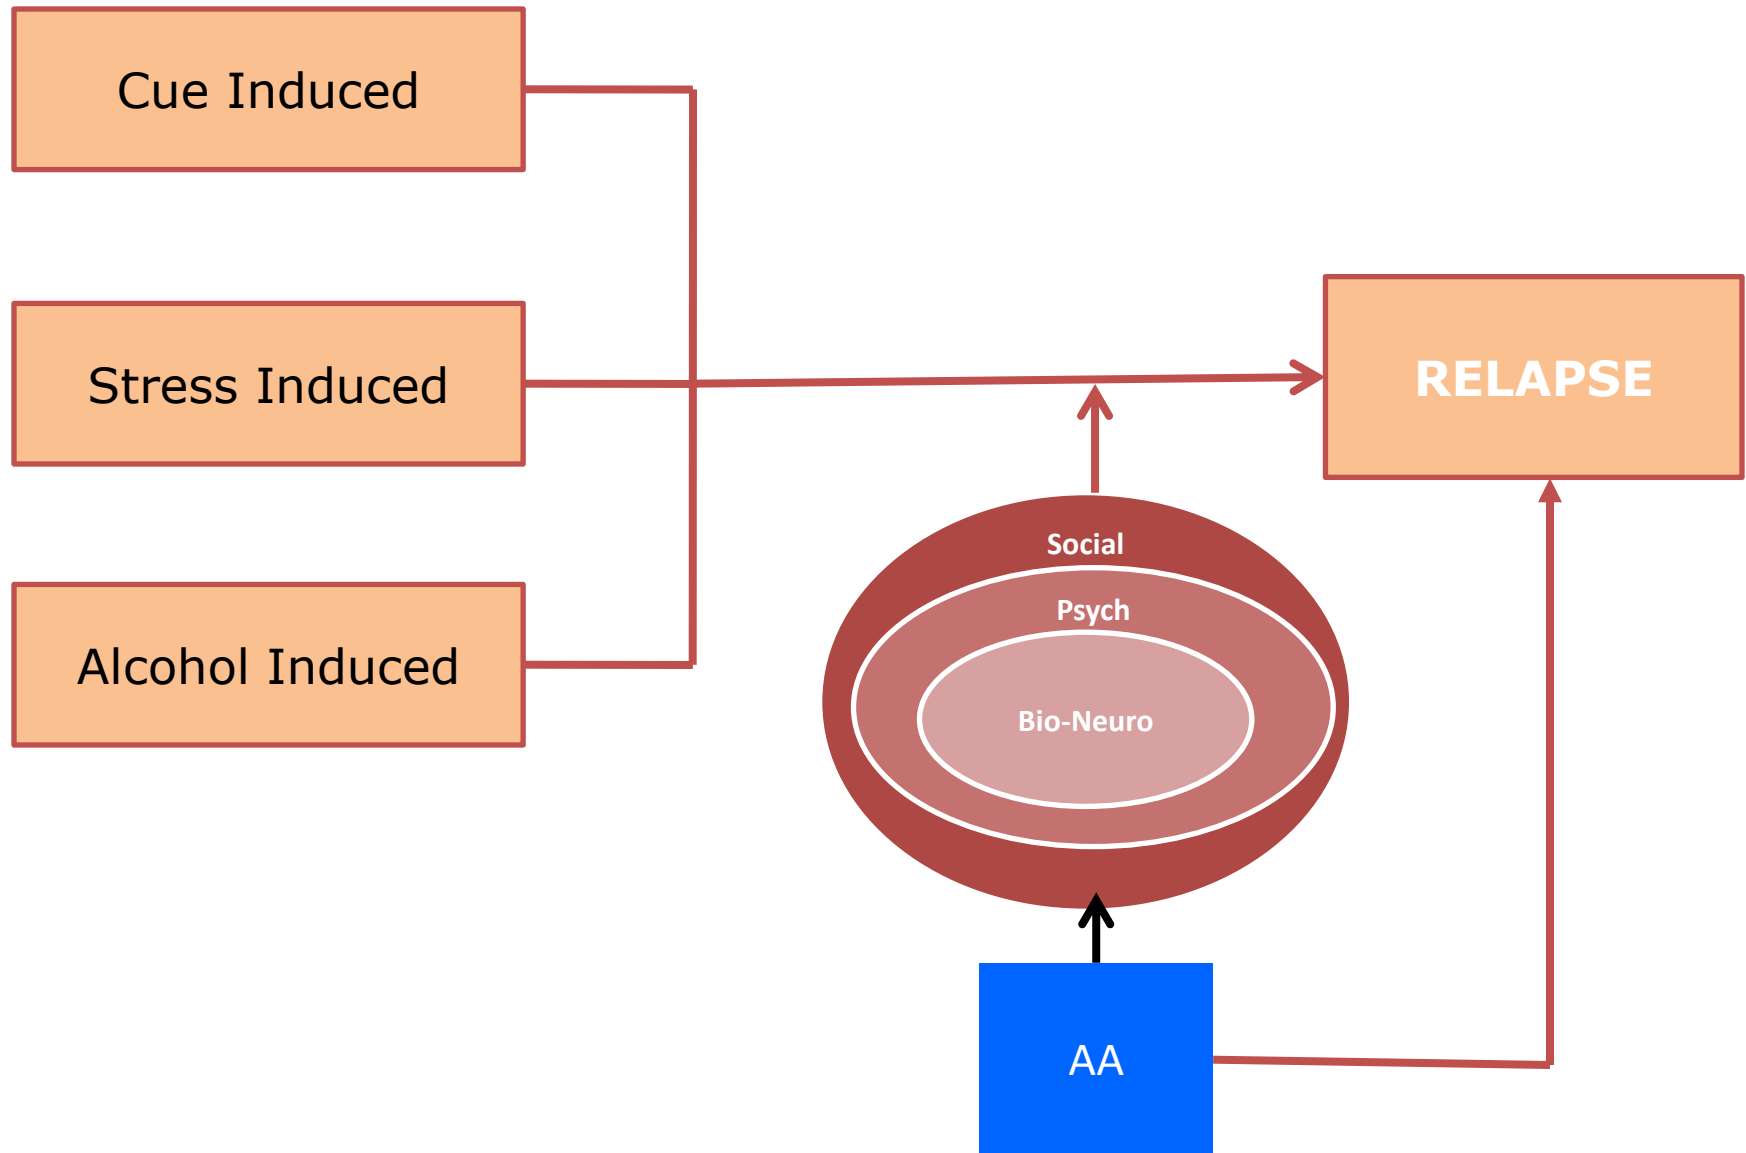 Cue Induced
Stress Induced
RELAPSE
Social
Psych
Alcohol Induced
Bio-Neuro
AA